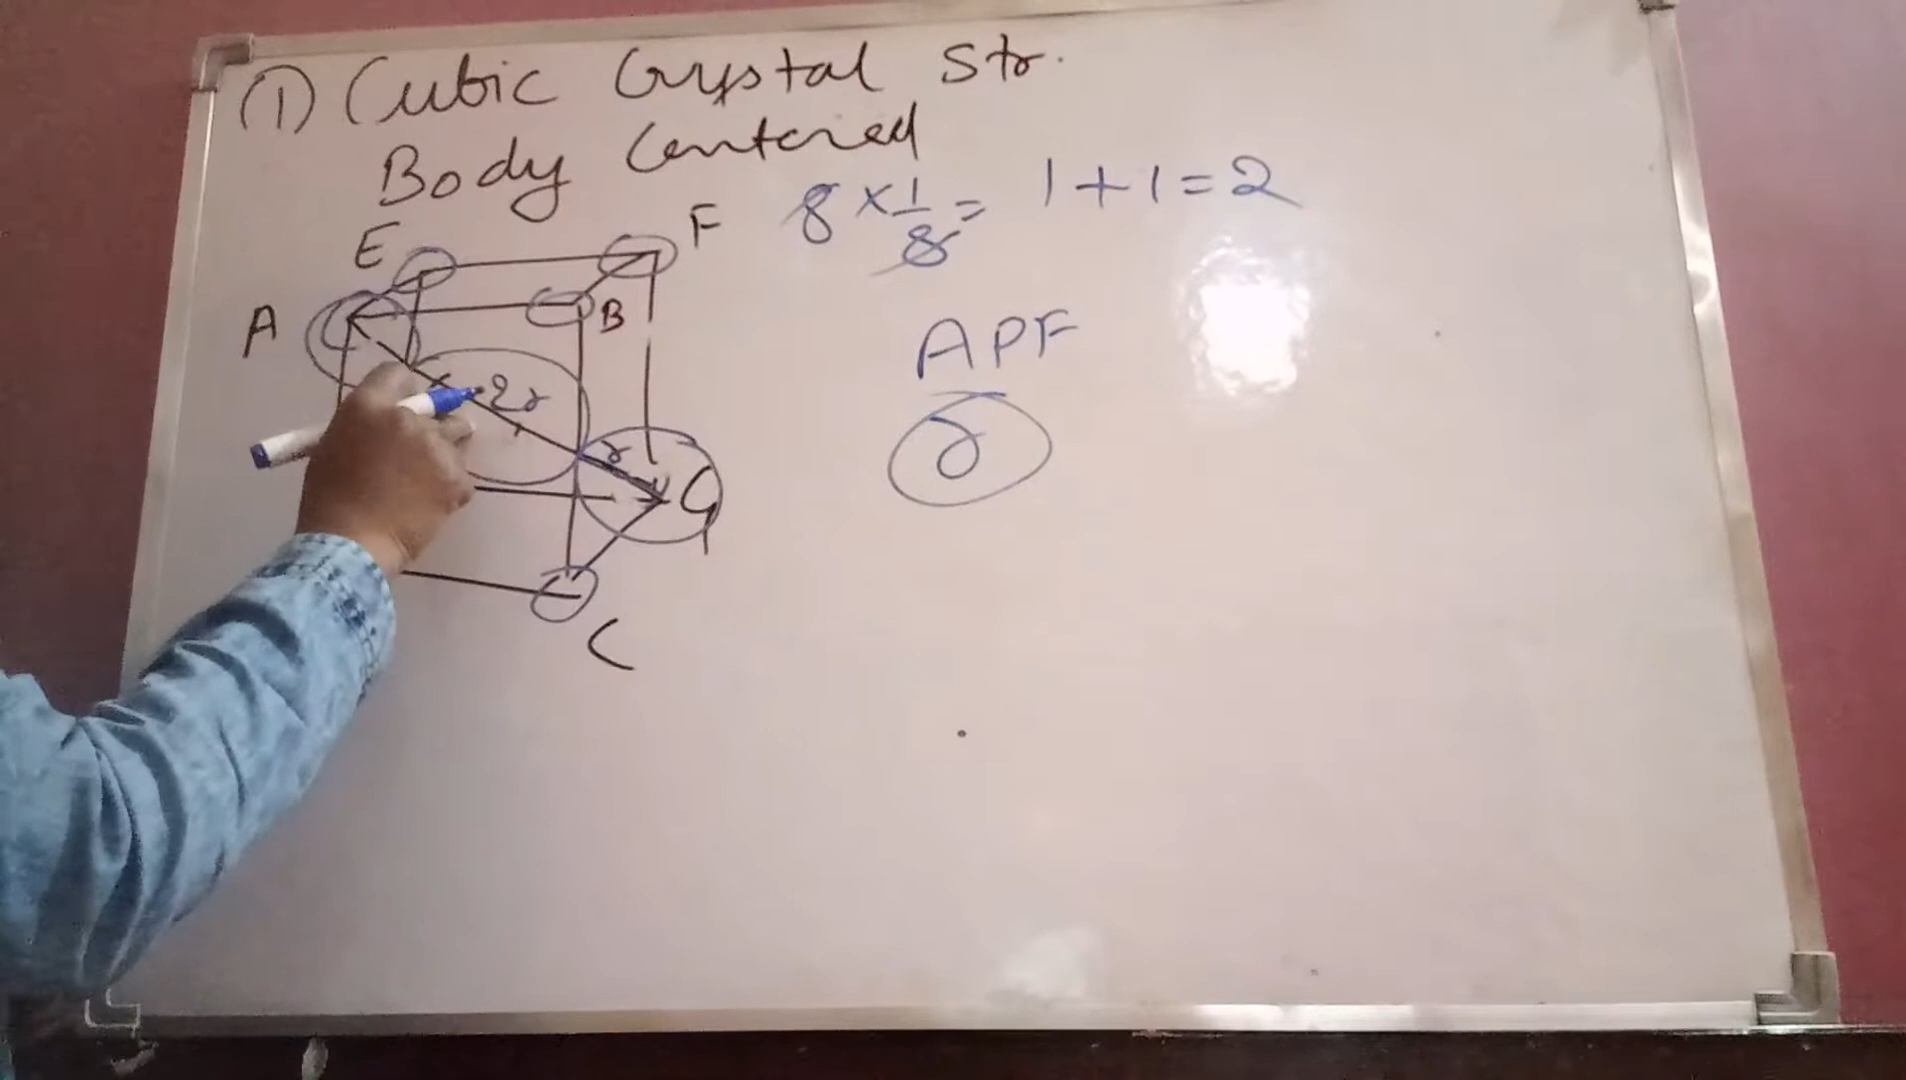 ① Cubic Crystal Str.
Body Centered
8 × 1/8 = 1 + 1 = 2
E
F
A
B
APF
2r
r
r
G
C